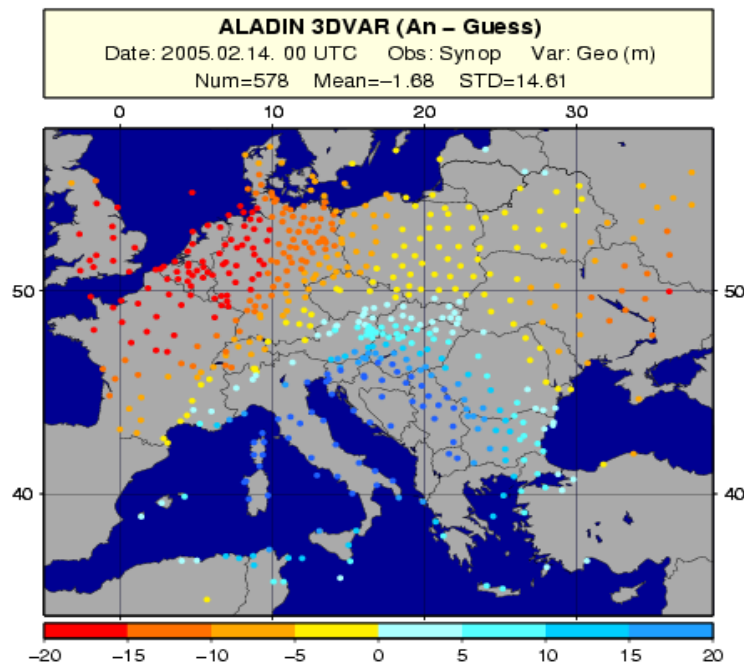 ALADIN 3DVAR (An – Guess)
Date: 2005.02.14. 00 UTC Obs: Synop Var: Geo (m)
Num=578 Mean=–1.68 STD=14.61
0 10 20 30
50 50
40 40
–20 –15 –10 –5 0 5 10 15 20